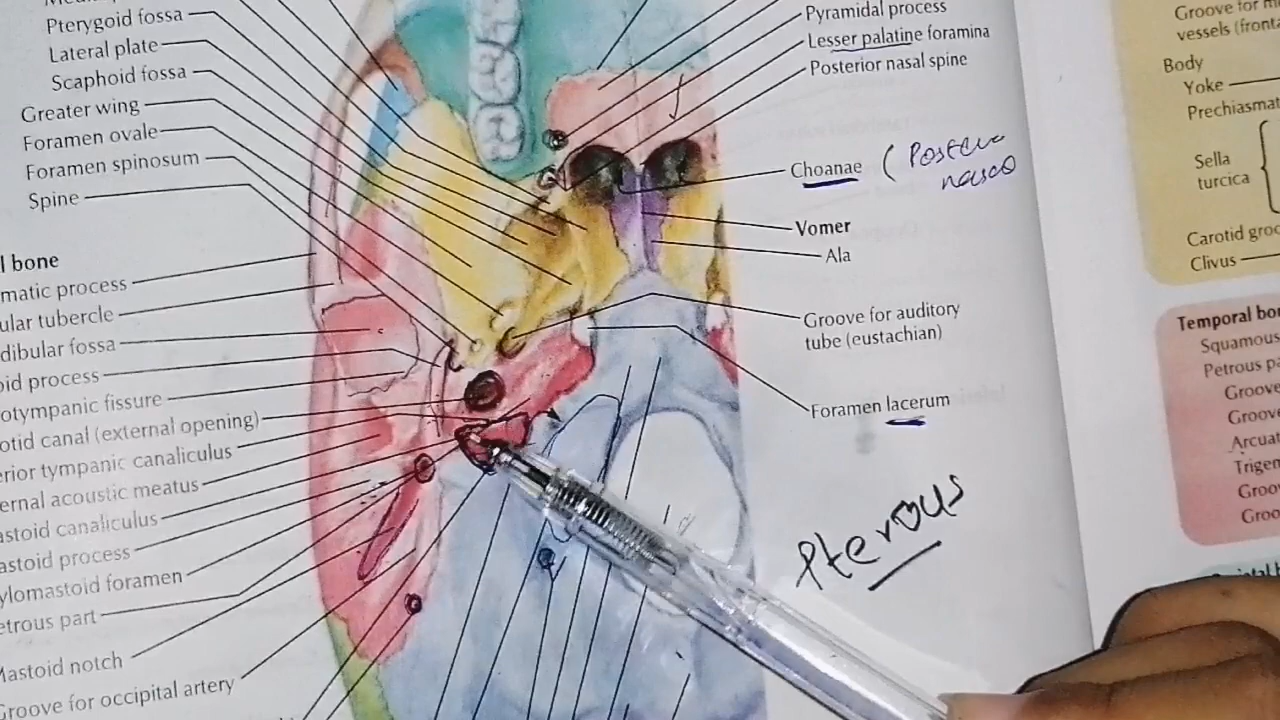 Pterygoid fossa
Lateral plate
Scaphoid fossa
Greater wing
Foramen ovale
Foramen spinosum
Spine
l bone
matic process
ular tubercle
dibular fossa
oid process
otympanic fissure
otid canal (external opening)
erior tympanic canaliculus
ernal acoustic meatus
astoid canaliculus
astoid process
ylomastoid foramen
etrous part
Mastoid notch
Groove for occipital artery
Pyramidal process
Lesser palatine foramina
Posterior nasal spine
Choanae
Vomer
Ala
Groove for auditory
tube (eustachian)
Foramen lacerum
Pterous
Groove for m
vessels (fronta
Body
Yoke
Prechiasmat
Sella
turcica
Carotid groo
Clivus
Temporal bo
Squamous
Petrous pa
Groove
Groove
Arcuat
Trigen
Groo
Groo